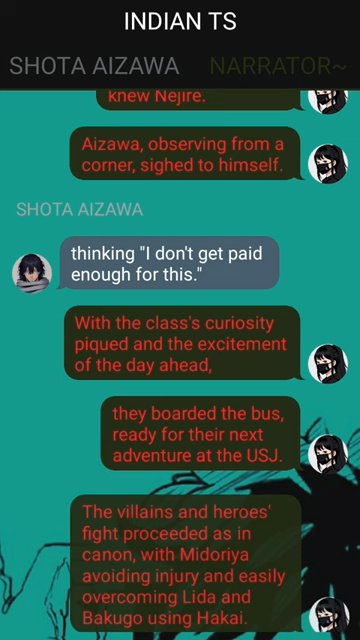 INDIAN TS
SHOTA AIZAWA NARRATOR~
knew Nejire.
Aizawa, observing from a
corner, sighed to himself.
SHOTA AIZAWA
thinking "I don't get paid
enough for this."
With the class's curiosity
piqued and the excitement
of the day ahead,
they boarded the bus,
ready for their next
adventure at the USJ.
The villains and heroes'
fight proceeded as in
canon, with Midoriya
avoiding injury and easily
overcoming Lida and
Bakugo using Hakai.